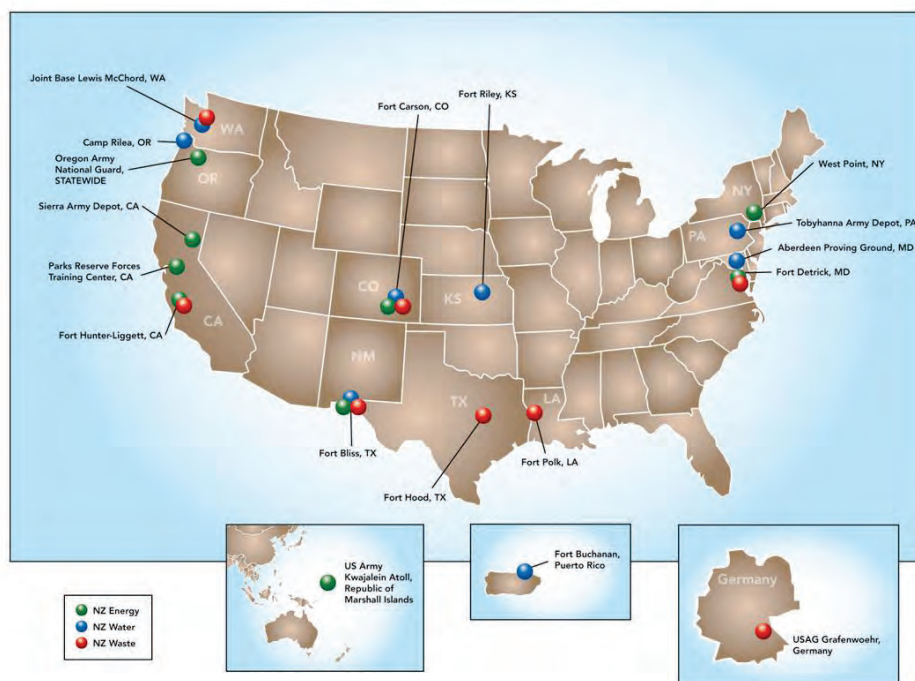 Joint Base Lewis McChord, WA
Fort Carson, CO
Fort Riley, KS
WA
Camp Rilea, OR
Oregon Army
National Guard,
STATEWIDE
OR
West Point, NY
NY
Sierra Army Depot, CA
Tobyhanna Army Depot, PA
PA
Aberdeen Proving Ground, MD
Parks Reserve Forces
Training Center, CA
Fort Detrick, MD
CO
KS
CA
Fort Hunter-Liggett, CA
NM
TX
LA
Fort Bliss, TX
Fort Polk, LA
Fort Hood, TX
US Army
Kwajalein Atoll,
Republic of
Marshall Islands
Fort Buchanan,
Puerto Rico
Germany
USAG Grafenwoehr,
Germany
NZ Energy
NZ Water
NZ Waste